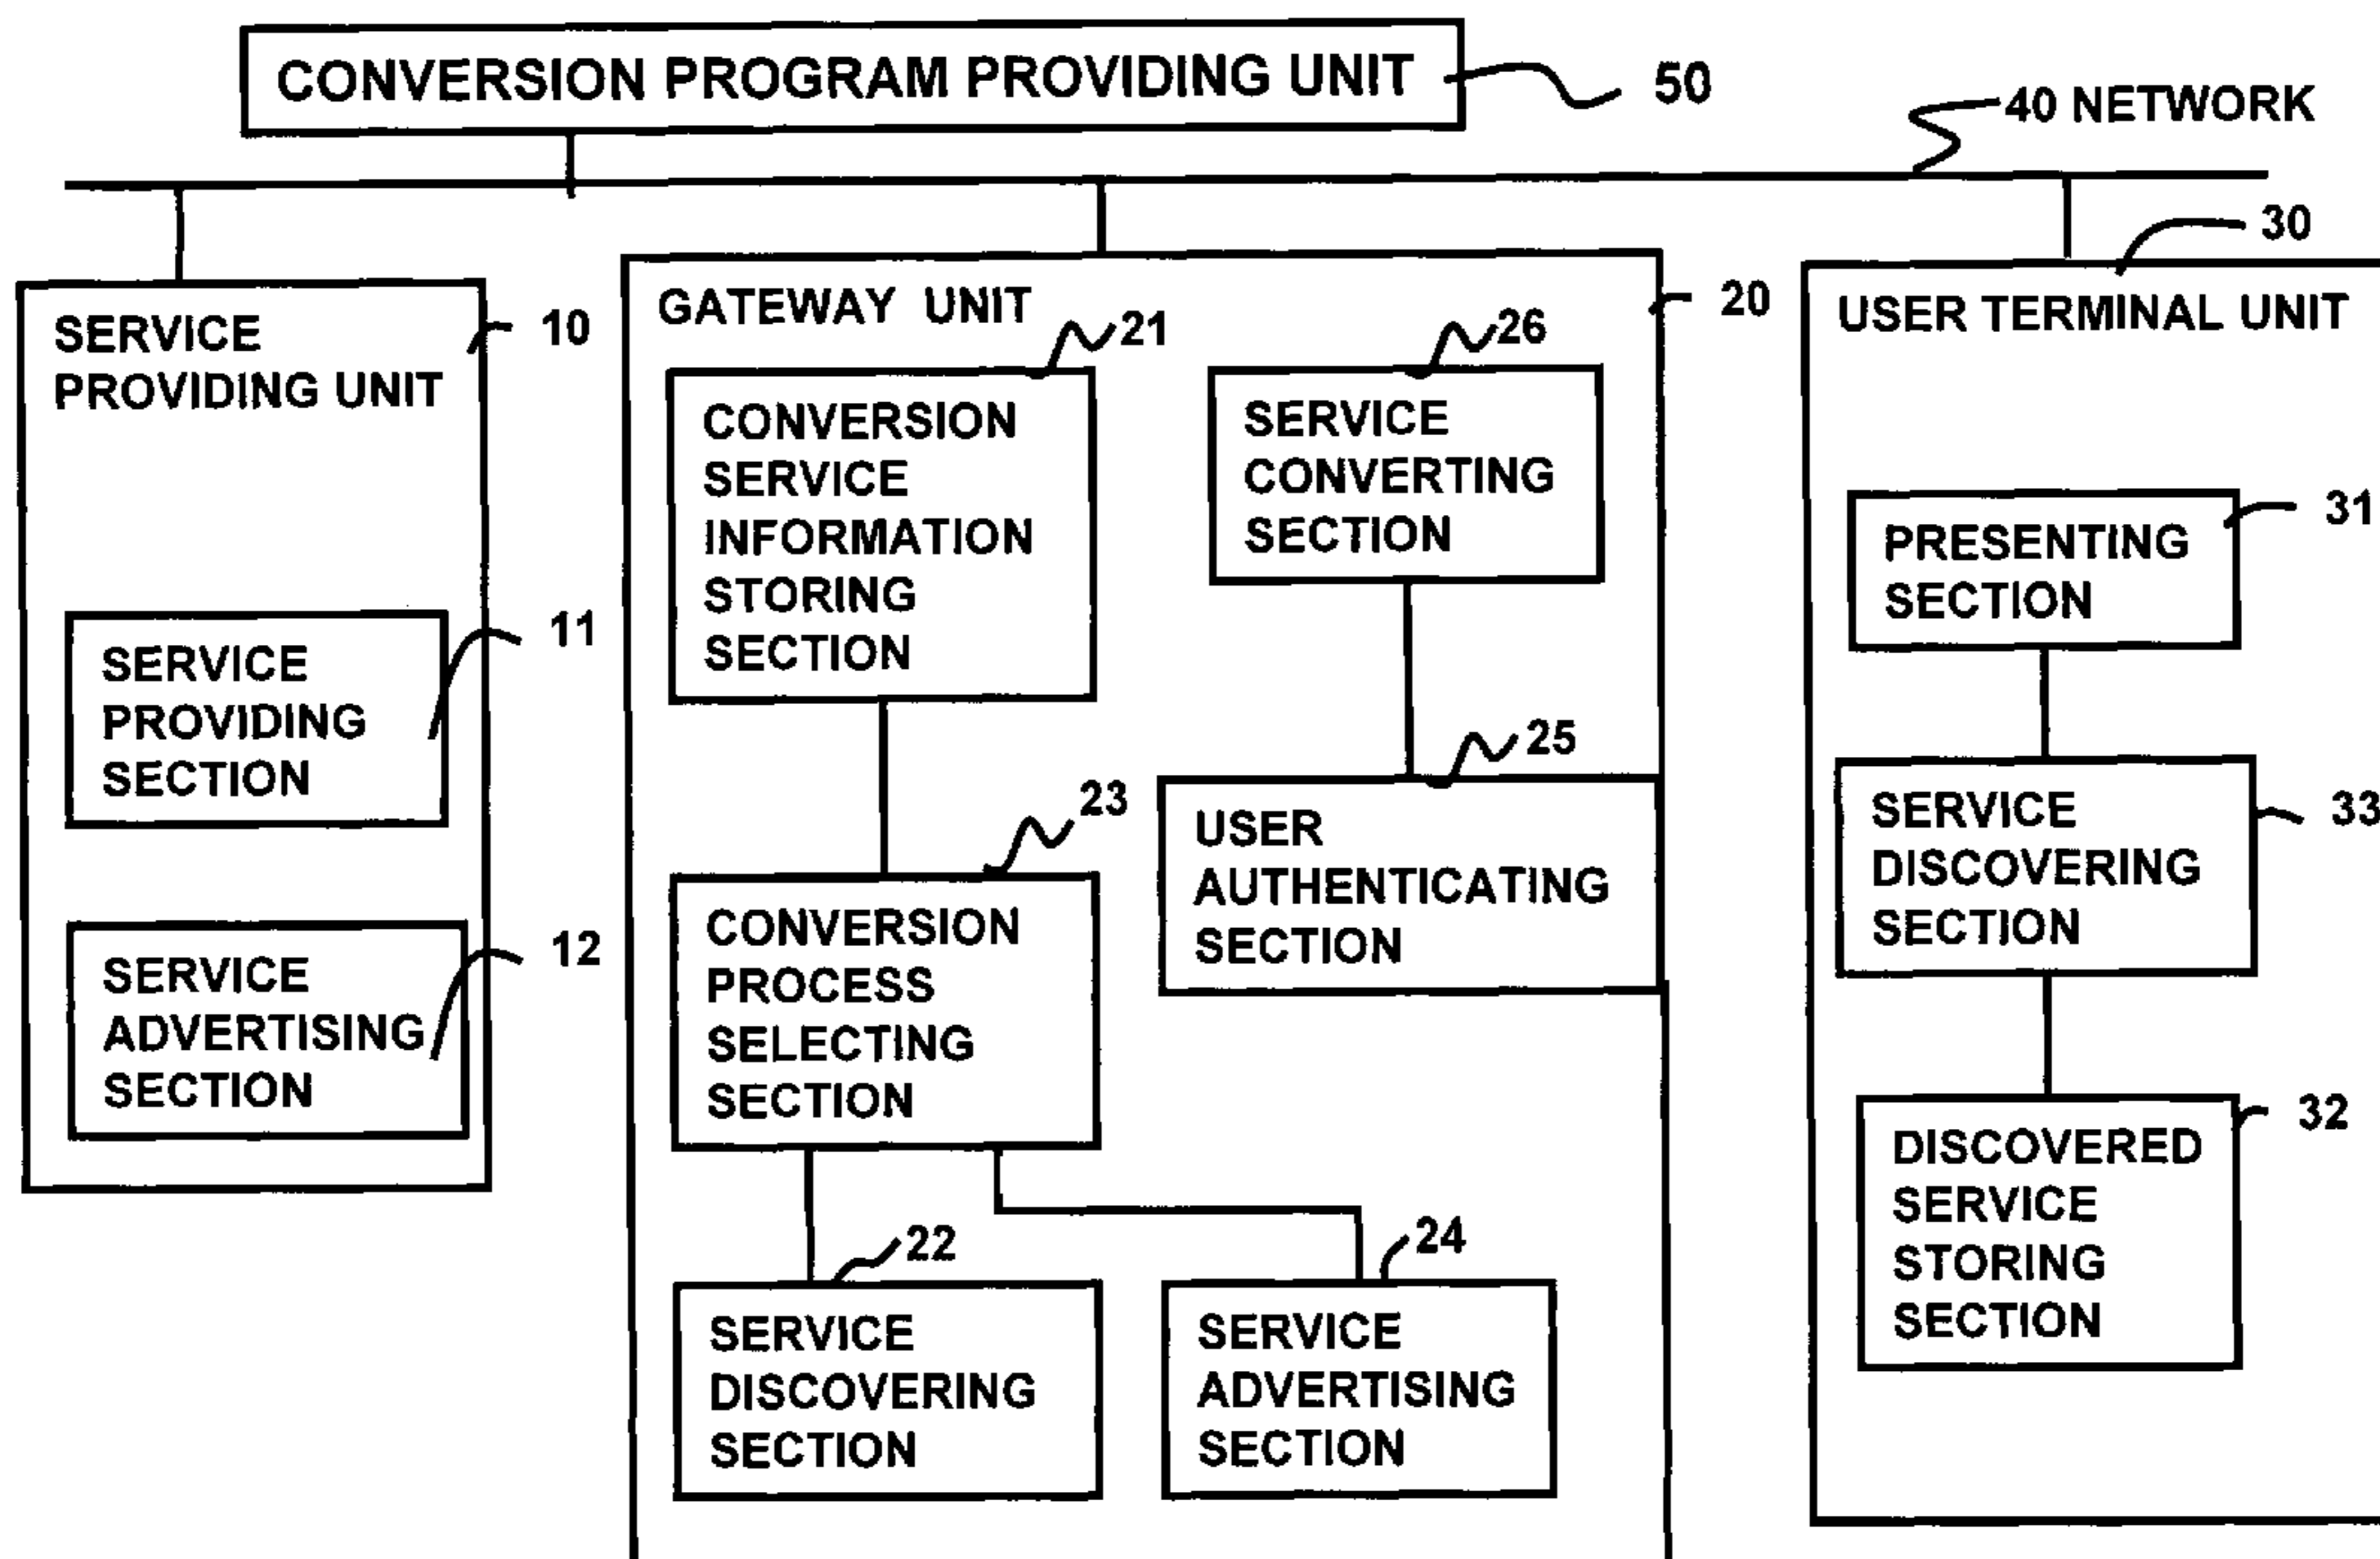 CONVERSION PROGRAM PROVIDING UNIT
50
40 NETWORK
SERVICE
PROVIDING UNIT
10
SERVICE
PROVIDING
SECTION
11
SERVICE
ADVERTISING
SECTION
12
GATEWAY UNIT
20
21
CONVERSION
SERVICE
INFORMATION
STORING
SECTION
26
SERVICE
CONVERTING
SECTION
25
USER
AUTHENTICATING
SECTION
23
CONVERSION
PROCESS
SELECTING
SECTION
22
SERVICE
DISCOVERING
SECTION
24
SERVICE
ADVERTISING
SECTION
30
USER TERMINAL UNIT
31
PRESENTING
SECTION
33
SERVICE
DISCOVERING
SECTION
32
DISCOVERED
SERVICE
STORING
SECTION